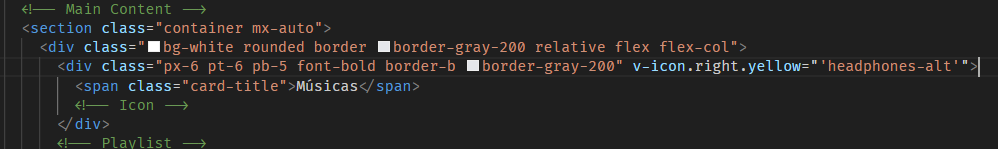 <!-- Main Content -->
<section class="container mx-auto">
<div class="bg-white rounded border border-gray-200 relative flex flex-col">
<div class="px-6 pt-6 pb-5 font-bold border-b border-gray-200" v-icon.right.yellow="'headphones-alt'">
<span class="card-title">Músicas</span>
<!-- Icon -->
</div>
<!-- Playlist -->